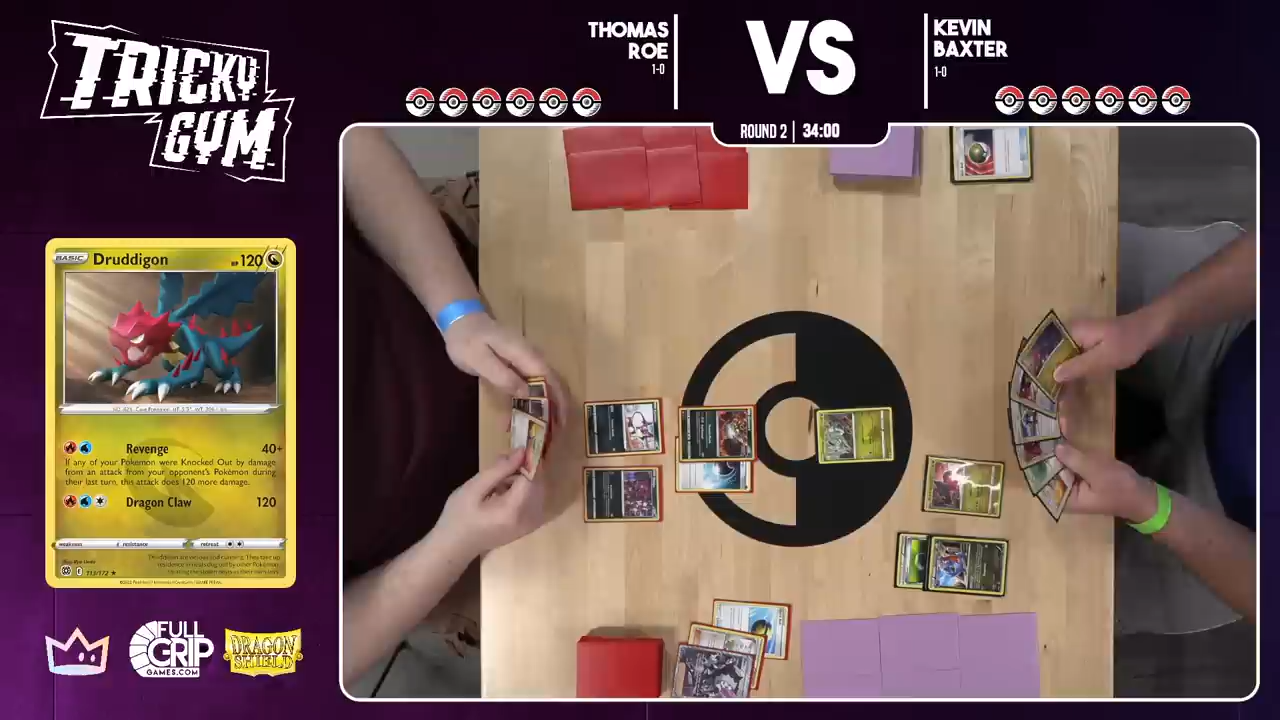 TRICKY
GYM
THOMAS
ROE
1-0
VS
KEVIN
BAXTER
1-0
ROUND 2 | 34:00
BASIC Druddigon HP 120
Revenge 40+
If any of your Pokémon were Knocked Out by damage
from an attack from your opponent's Pokémon during
their last turn, this attack does 120 more damage.
Dragon Claw 120
weakness resistance retreat
113/172
FULL
GRIP
GAMES.COM
DRAGON
SHIELD